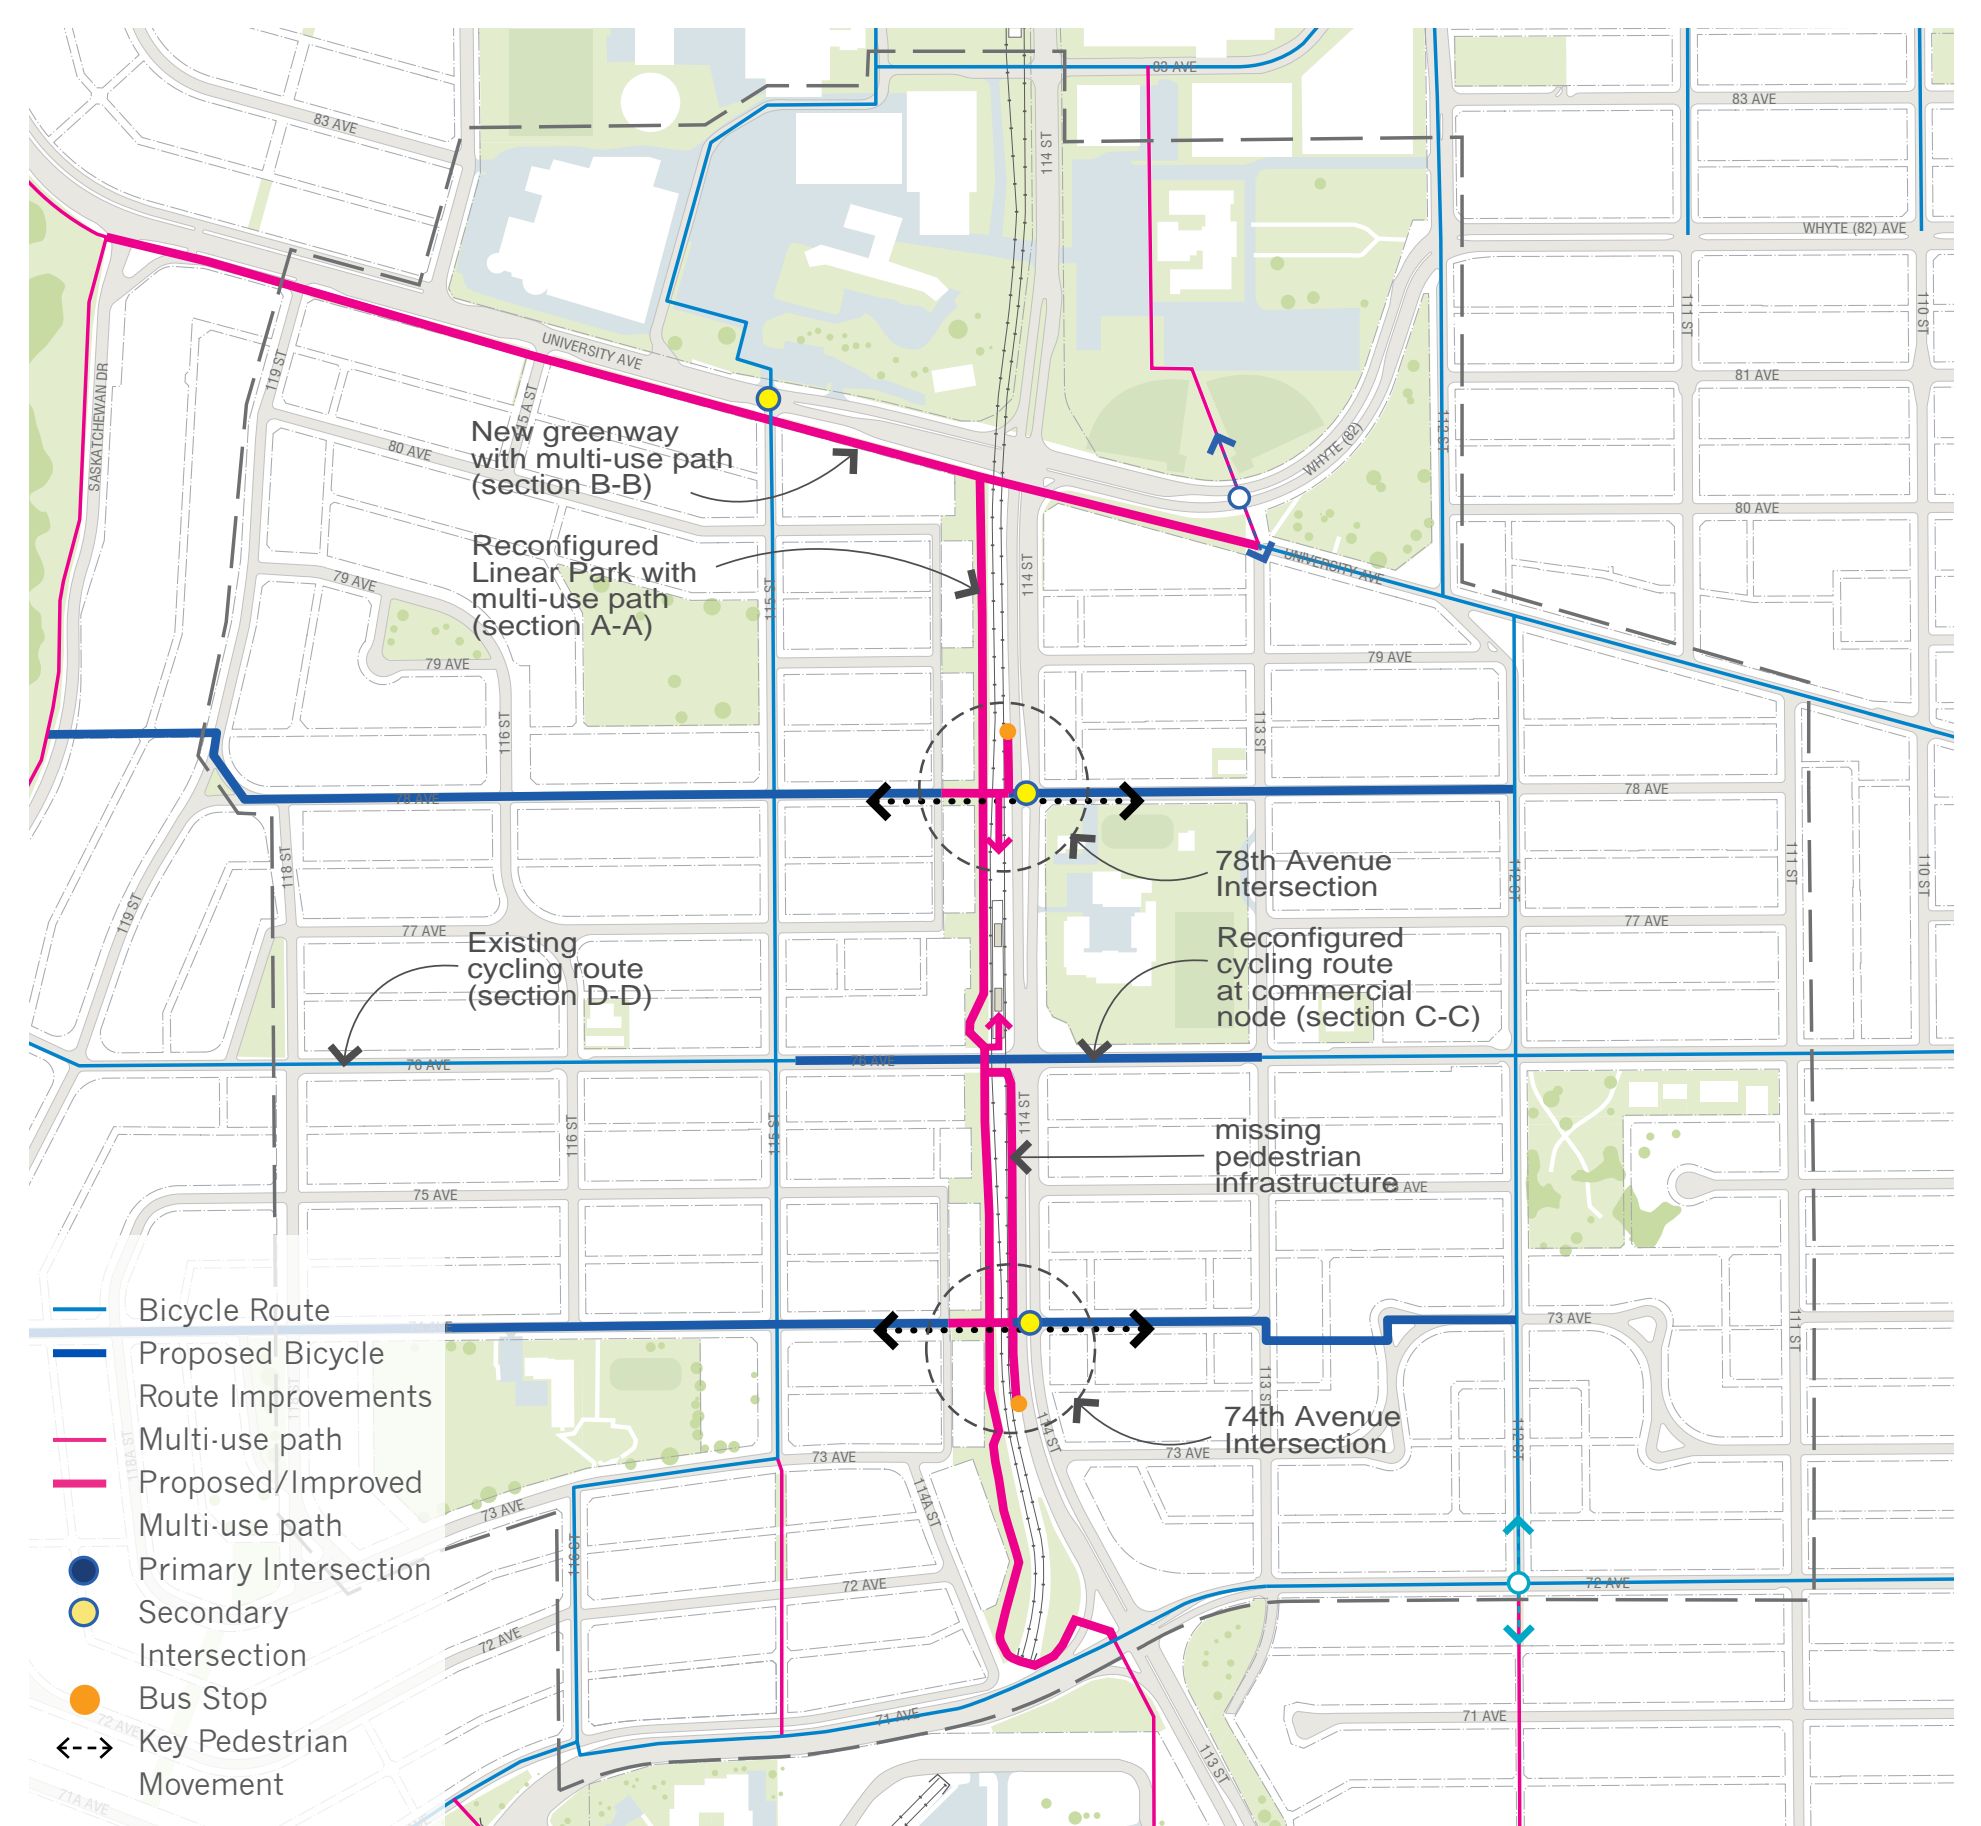 83 AVE
83 AVE
83 AVE
114 ST
WHYTE (82) AVE
111 ST
110 ST
UNIVERSITY AVE
119 ST
SASKATCHEWAN DR
81 AVE
112 ST
WHYTE (82)
80 AVE
New greenway
with multi-use path
(section B-B)
80 AVE
Reconfigured
Linear Park with
multi-use path
(section A-A)
UNIVERSITY AVE
79 AVE
114 ST
115 ST
79 AVE
79 AVE
116 ST
113 ST
78 AVE
78 AVE
78th Avenue
Intersection
118 ST
112 ST
111 ST
110 ST
119 ST
77 AVE
77 AVE
Existing
cycling route
(section D-D)
Reconfigured
cycling route
at commercial
node (section C-C)
76 AVE
76 AVE
116 ST
115 ST
114 ST
missing
pedestrian
infrastructure
75 AVE
73 AVE
111 ST
113 ST
74th Avenue
Intersection
114 ST
73 AVE
73 AVE
112 ST
73 AVE
114A ST
116 ST
72 AVE
72 AVE
72 AVE
71 AVE
71 AVE
113 ST
Bicycle Route
Proposed Bicycle
Route Improvements
Multi-use path
Proposed/Improved
Multi-use path
Primary Intersection
Secondary
Intersection
Bus Stop
Key Pedestrian
Movement
72 AVE
71A AVE